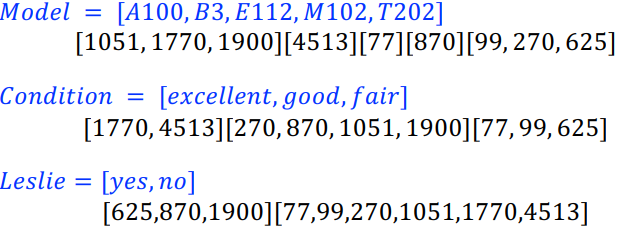 Model = [A100, B3, E112, M102, T202]
[1051, 1770, 1900][4513][77][870][99, 270, 625]
Condition = [excellent, good, fair]
[1770, 4513][270, 870, 1051, 1900][77, 99, 625]
Leslie = [yes, no]
[625,870,1900][77,99,270,1051,1770,4513]